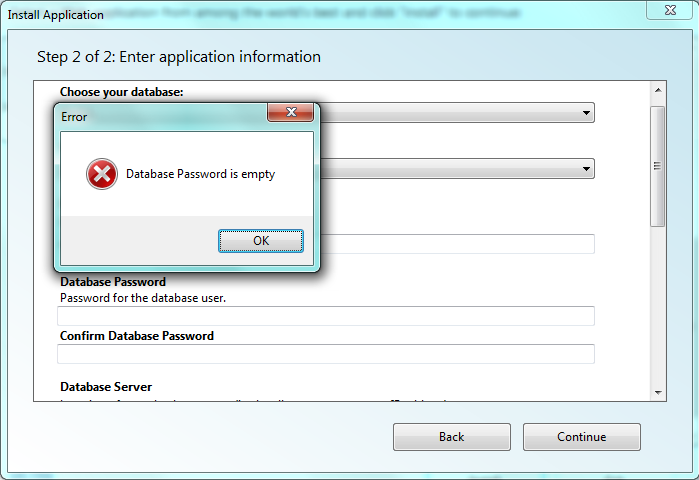 Install Application
Step 2 of 2: Enter application information
Choose your database:
Error
Database Password is empty
OK
Database Password
Password for the database user.
Confirm Database Password
Database Server
Back
Continue